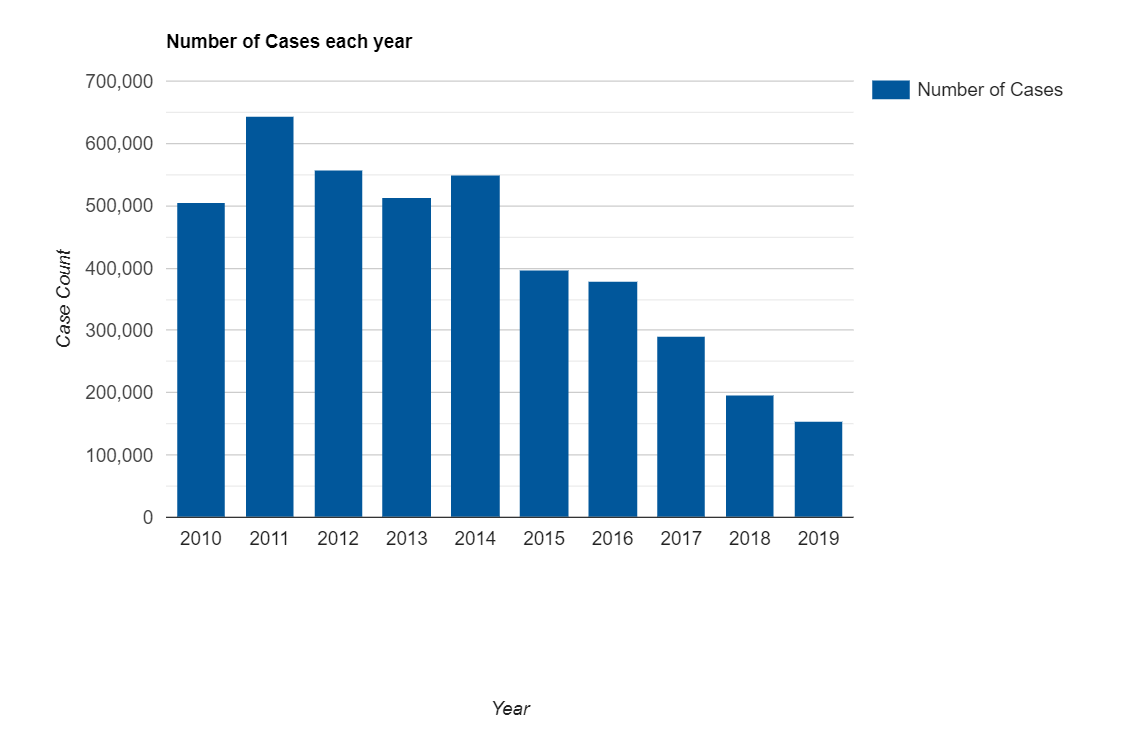 Number of Cases each year
Number of Cases
700,000
600,000
500,000
400,000
300,000
200,000
100,000
0
Case Count
2010 2011 2012 2013 2014 2015 2016 2017 2018 2019
Year